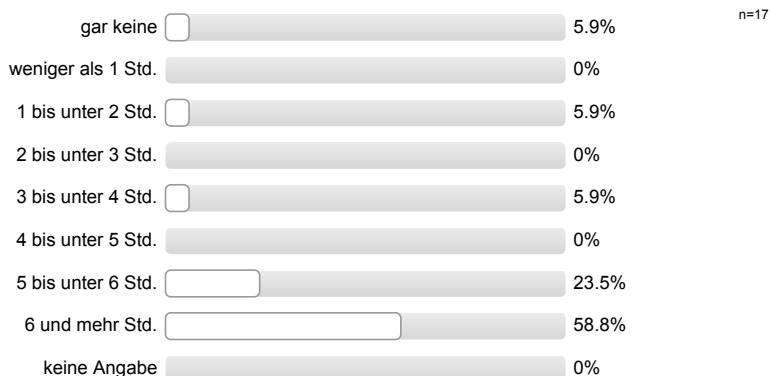 n=17
gar keine 5.9%
weniger als 1 Std. 0%
1 bis unter 2 Std. 5.9%
2 bis unter 3 Std. 0%
3 bis unter 4 Std. 5.9%
4 bis unter 5 Std. 0%
5 bis unter 6 Std. 23.5%
6 und mehr Std. 58.8%
keine Angabe 0%